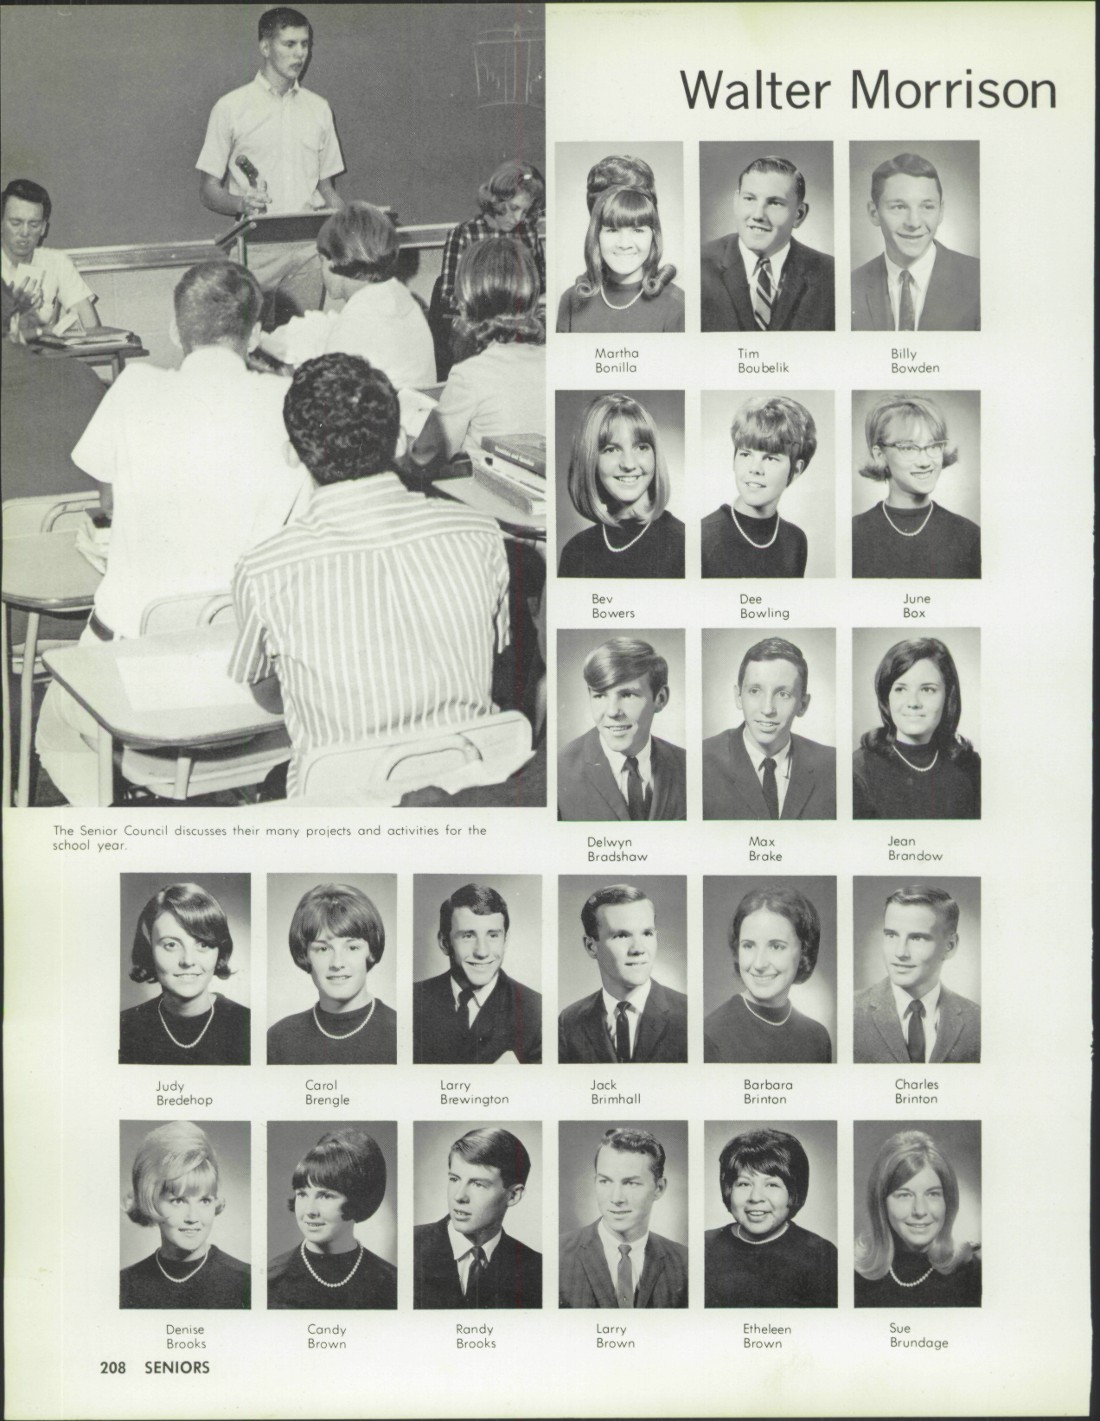 Walter Morrison
Martha
Bonilla
Tim
Boubelik
Billy
Bowden
Bev
Bowers
Dee
Bowling
June
Box
The Senior Council discusses their many projects and activities for the
school year.
Delwyn
Bradshaw
Max
Brake
Jean
Brandow
Judy
Bredehop
Carol
Brengle
Larry
Brewington
Jack
Brimhall
Barbara
Brinton
Charles
Brinton
Denise
Brooks
Candy
Brown
Randy
Brooks
Larry
Brown
Etheleen
Brown
Sue
Brundage
208 SENIORS